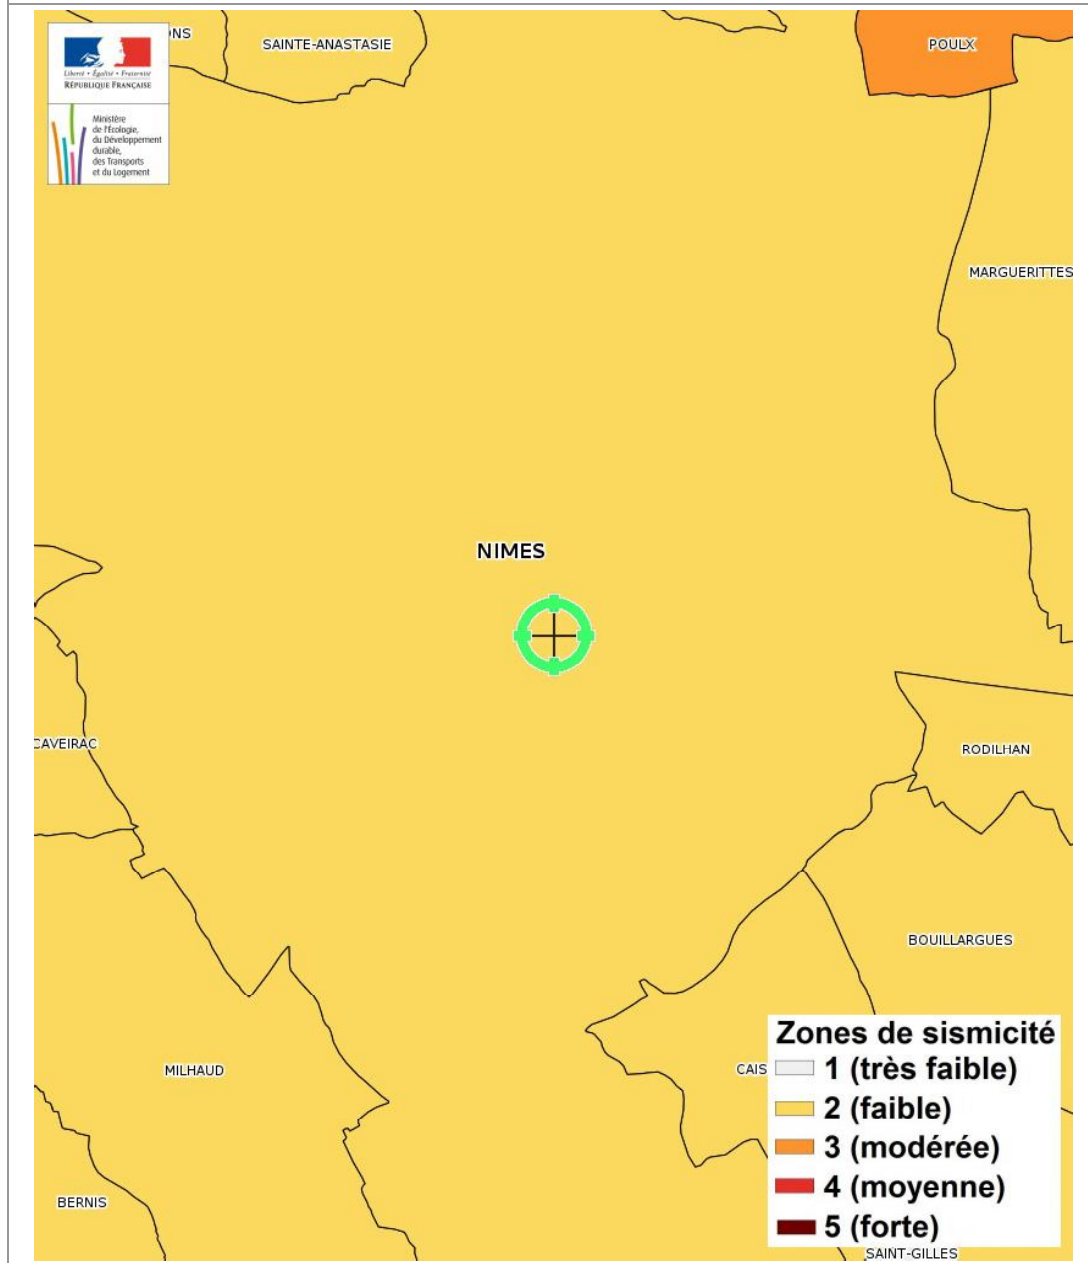 ONS
SAINTE-ANASTASIE
POULX
Liberté • Égalité • Fraternité
RÉPUBLIQUE FRANÇAISE
Ministère
de l'Écologie,
du Développement
durable,
des Transports
et du Logement
MARGUERITTES
NIMES
CAVEIRAC
RODILHAN
BOUILLARGUES
MILHAUD
CAIS
BERNIS
Zones de sismicité
1 (très faible)
2 (faible)
3 (modérée)
4 (moyenne)
5 (forte)
SAINT-GILLES